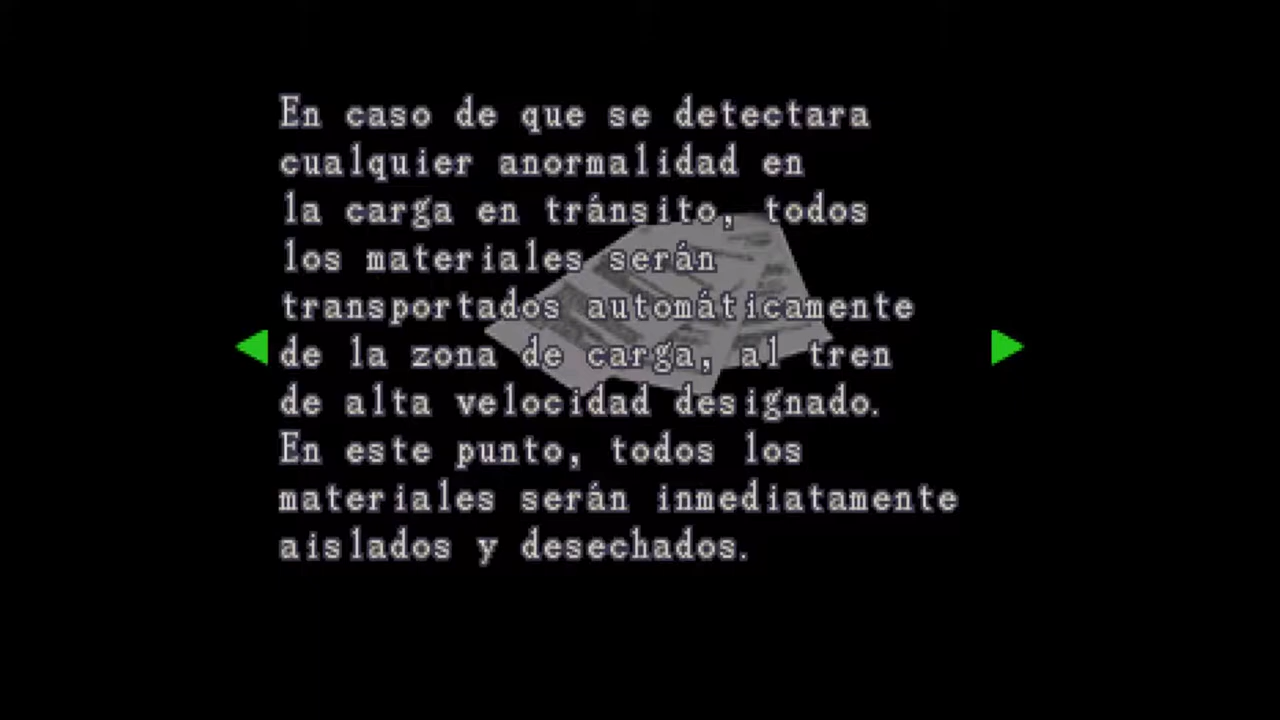 En caso de que se detectara
cualquier anormalidad en
la carga en tránsito, todos
los materiales serán
transportados automáticamente
de la zona de carga, al tren
de alta velocidad designado.
En este punto, todos los
materiales serán inmediatamente
aislados y desechados.